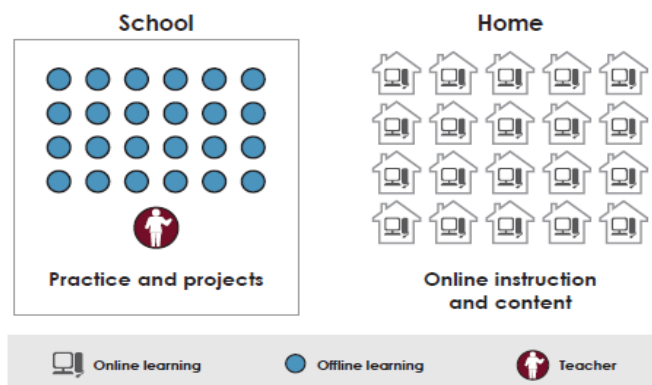 School
Home
Practice and projects
Online instruction
and content
Online learning
Offline learning
Teacher